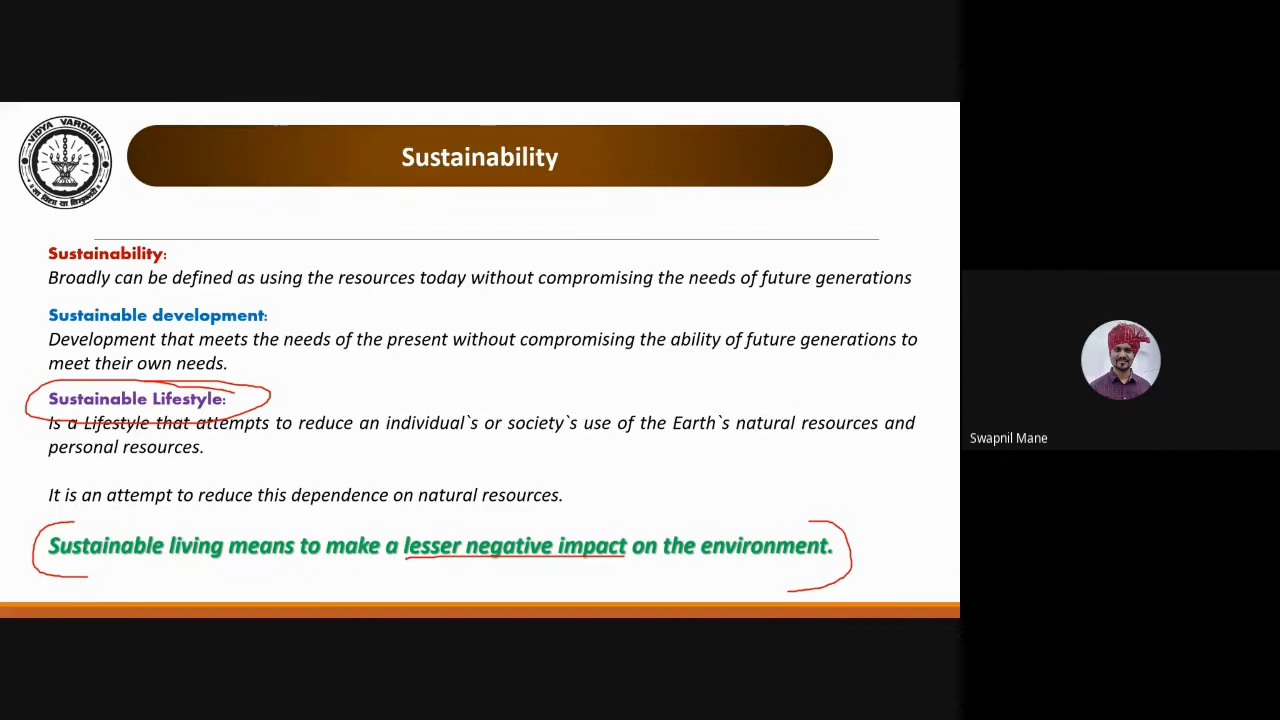 VIDYA VARDHINI
॥ सा विद्या या विमुक्तये ॥
Sustainability
Sustainability:
Broadly can be defined as using the resources today without compromising the needs of future generations
Sustainable development:
Development that meets the needs of the present without compromising the ability of future generations to
meet their own needs.
Sustainable Lifestyle:
Is a Lifestyle that attempts to reduce an individual`s or society`s use of the Earth`s natural resources and
personal resources.
It is an attempt to reduce this dependence on natural resources.
Sustainable living means to make a lesser negative impact on the environment.
Swapnil Mane